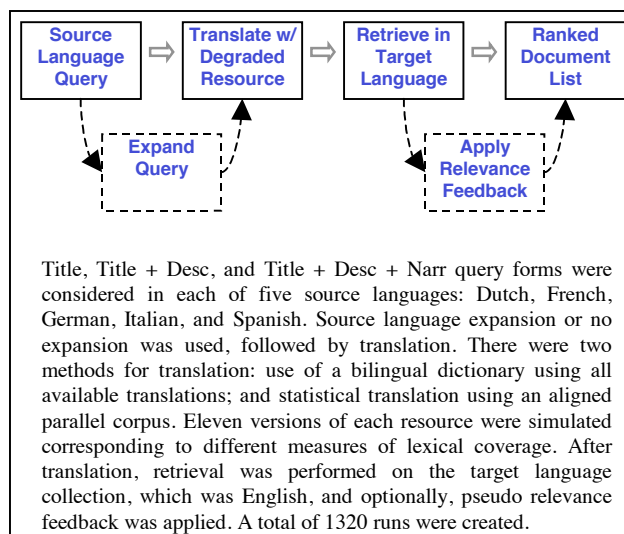 Source
Language
Query
Translate w/
Degraded
Resource
Retrieve in
Target
Language
Ranked
Document
List
Expand
Query
Apply
Relevance
Feedback
Title, Title + Desc, and Title + Desc + Narr query forms were
considered in each of five source languages: Dutch, French,
German, Italian, and Spanish. Source language expansion or no
expansion was used, followed by translation. There were two
methods for translation: use of a bilingual dictionary using all
available translations; and statistical translation using an aligned
parallel corpus. Eleven versions of each resource were simulated
corresponding to different measures of lexical coverage. After
translation, retrieval was performed on the target language
collection, which was English, and optionally, pseudo relevance
feedback was applied. A total of 1320 runs were created.